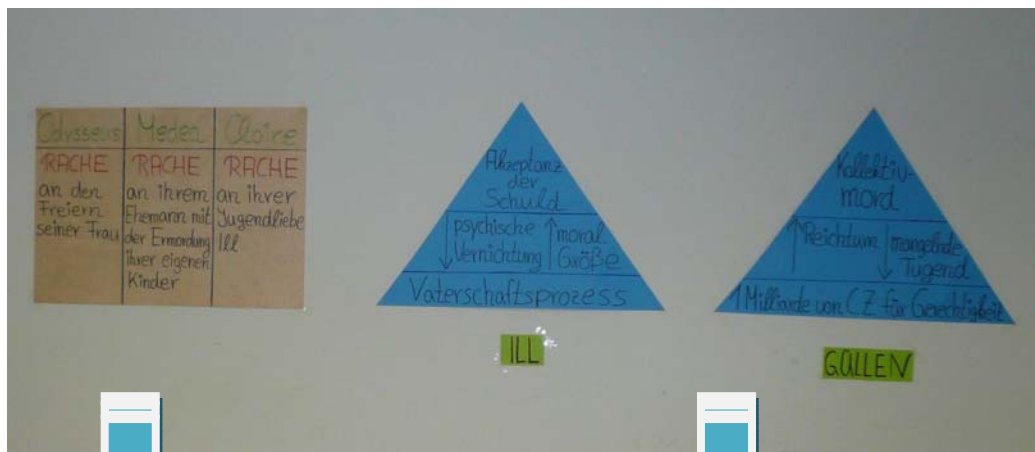 Odysseus
RACHE
an den
Freiern
seiner Frau
Medea
RACHE
an ihrem
Ehemann mit
der Ermordung
ihrer eigenen
Kinder
Claire
RACHE
an ihrer
Jugendliebe
Ill
Akzeptanz
der
Schuld
psychische
Vernichtung
moral.
Größe
Vaterschaftsprozess
ILL
Kollektiv-
mord
Reichtum
mangelnde
Tugend
1 Milliarde von CZ für Gerechtigkeit
GÜLLEN